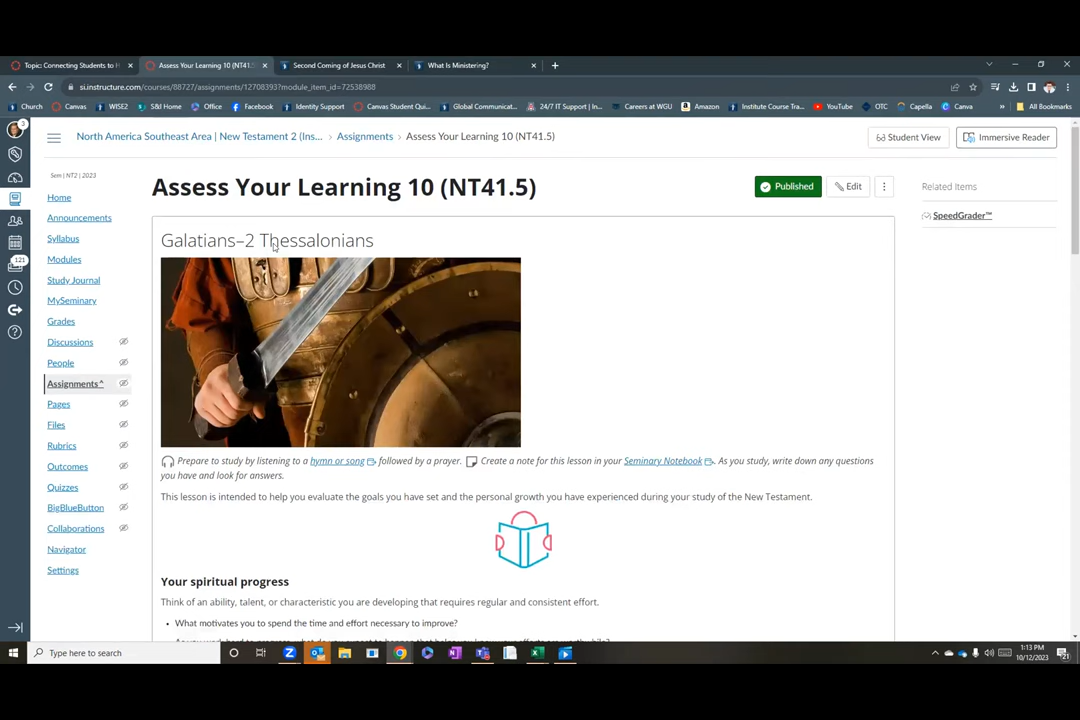 Topic: Connecting Students to H
Assess Your Learning 10 (NT41.5)
Second Coming of Jesus Christ
What Is Ministering?
si.instructure.com/courses/88727/assignments/12708393?module_item_id=72538988
Church
Canvas
WISE2
S&I Home
Office
Facebook
Identity Support
Canvas Student Qui...
Global Communicat...
24/7 IT Support | In...
Careers at WGU
Amazon
Institute Course Tra...
YouTube
OTC
Capella
Canva
»
All Bookmarks
3
North America Southeast Area | New Testament 2 (Ins... › Assignments › Assess Your Learning 10 (NT41.5)
Student View
Immersive Reader
Sem | NT2 | 2023
Home
Announcements
Syllabus
Modules
Study Journal
MySeminary
Grades
Discussions
People
Assignments^
Pages
Files
Rubrics
Outcomes
Quizzes
BigBlueButton
Collaborations
Navigator
Settings
121
Assess Your Learning 10 (NT41.5)
Published
Edit
Related Items
SpeedGrader™
Galatians–2 Thessalonians
Prepare to study by listening to a hymn or song followed by a prayer. Create a note for this lesson in your Seminary Notebook. As you study, write down any questions
you have and look for answers.
This lesson is intended to help you evaluate the goals you have set and the personal growth you have experienced during your study of the New Testament.
Your spiritual progress
Think of an ability, talent, or characteristic you are developing that requires regular and consistent effort.
• What motivates you to spend the time and effort necessary to improve?
Type here to search
1:13 PM
10/12/2023
21